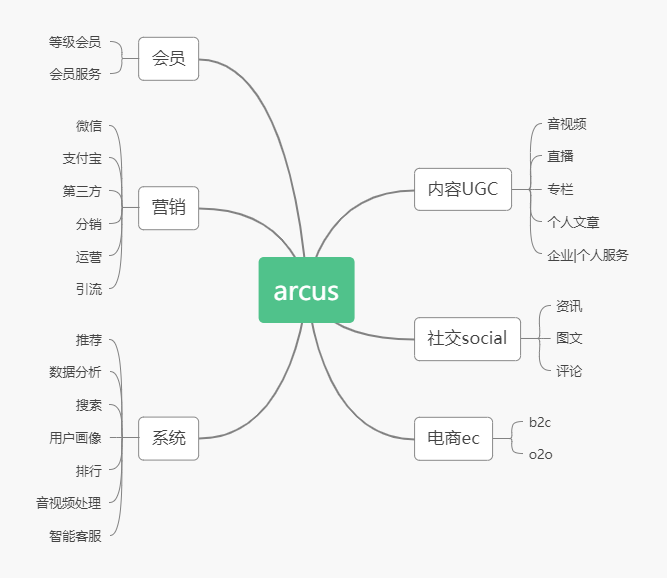 arcus
会员
等级会员
会员服务
营销
微信
支付宝
第三方
分销
运营
引流
系统
推荐
数据分析
搜索
用户画像
排行
音视频处理
智能客服
内容UGC
音视频
直播
专栏
个人文章
企业|个人服务
社交social
资讯
图文
评论
电商ec
b2c
o2o